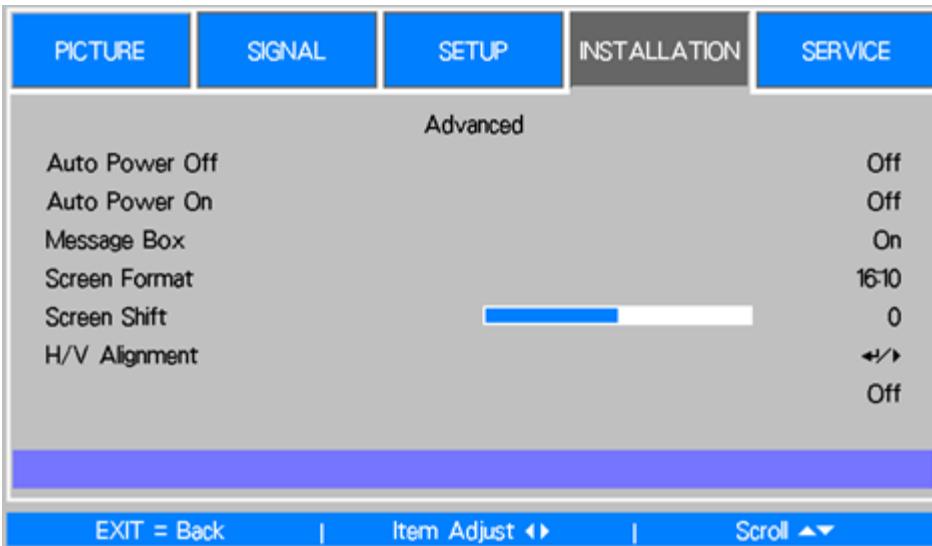 PICTURE SIGNAL SETUP INSTALLATION SERVICE
Advanced
Auto Power Off Off
Auto Power On Off
Message Box On
Screen Format 16:10
Screen Shift 0
H/V Alignment ↵/▶
Off
EXIT = Back | Item Adjust ◀▶ | Scroll ▲▼